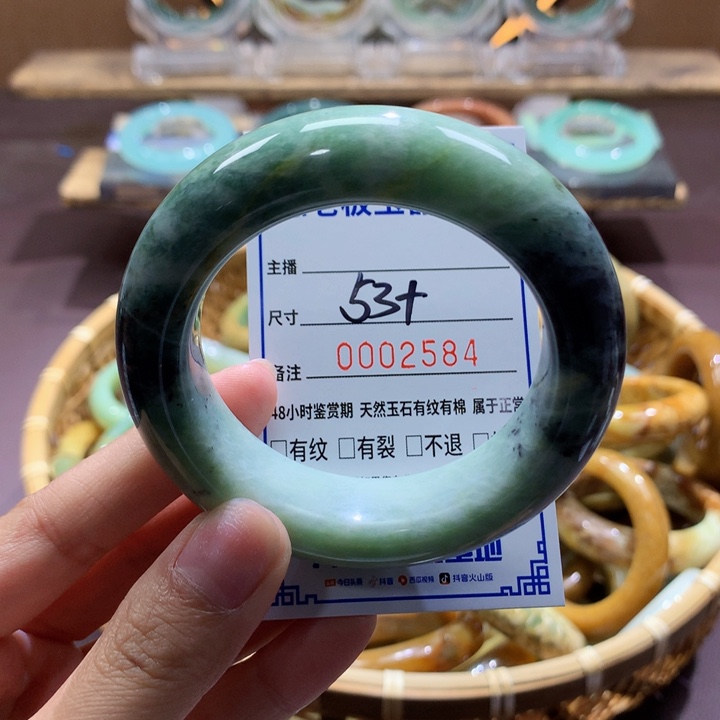 主播
尺寸 53+
备注 0002584
48小时鉴赏期 天然玉石有纹有棉 属于正常
□有纹 □有裂 □不退 □
今日头条 抖音 西瓜视频 抖音火山版